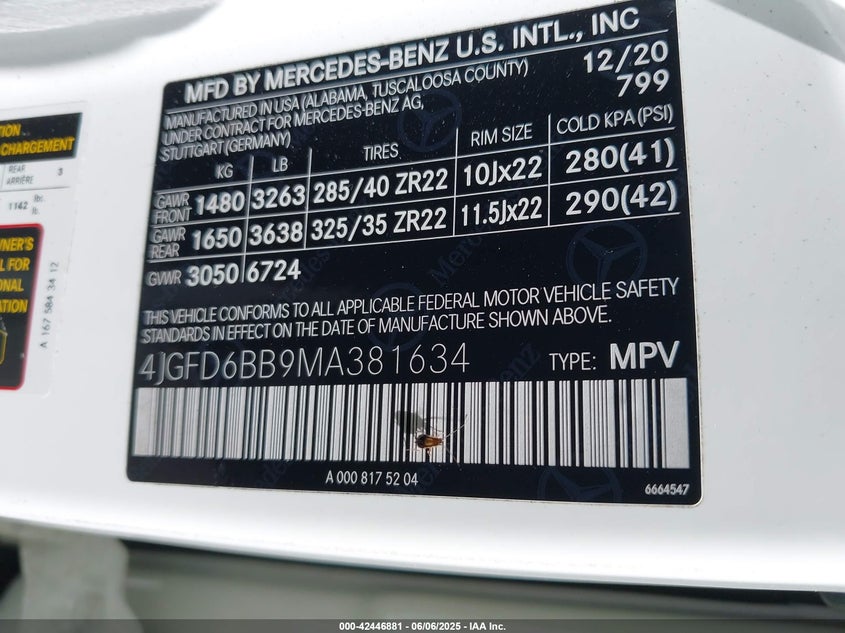 MFD BY MERCEDES-BENZ U.S. INTL., INC
MANUFACTURED IN USA (ALABAMA, TUSCALOOSA COUNTY) 12/20
UNDER CONTRACT FOR MERCEDES-BENZ AG, 799
STUTTGART (GERMANY)
KG LB TIRES RIM SIZE COLD KPA (PSI)
GAWR FRONT 1480 3263 285/40 ZR22 10Jx22 280(41)
GAWR REAR 1650 3638 325/35 ZR22 11.5Jx22 290(42)
GVWR 3050 6724
THIS VEHICLE CONFORMS TO ALL APPLICABLE FEDERAL MOTOR VEHICLE SAFETY
STANDARDS IN EFFECT ON THE DATE OF MANUFACTURE SHOWN ABOVE.
4JGFD6BB9MA381634 TYPE: MPV
A 000 817 52 04
6664547
CHARGEMENT
REAR 3
ARRIÈRE
1142 lbs.
lb.
A 167 584 34 12
000-42446881 | 06/06/2025 - IAA Inc.